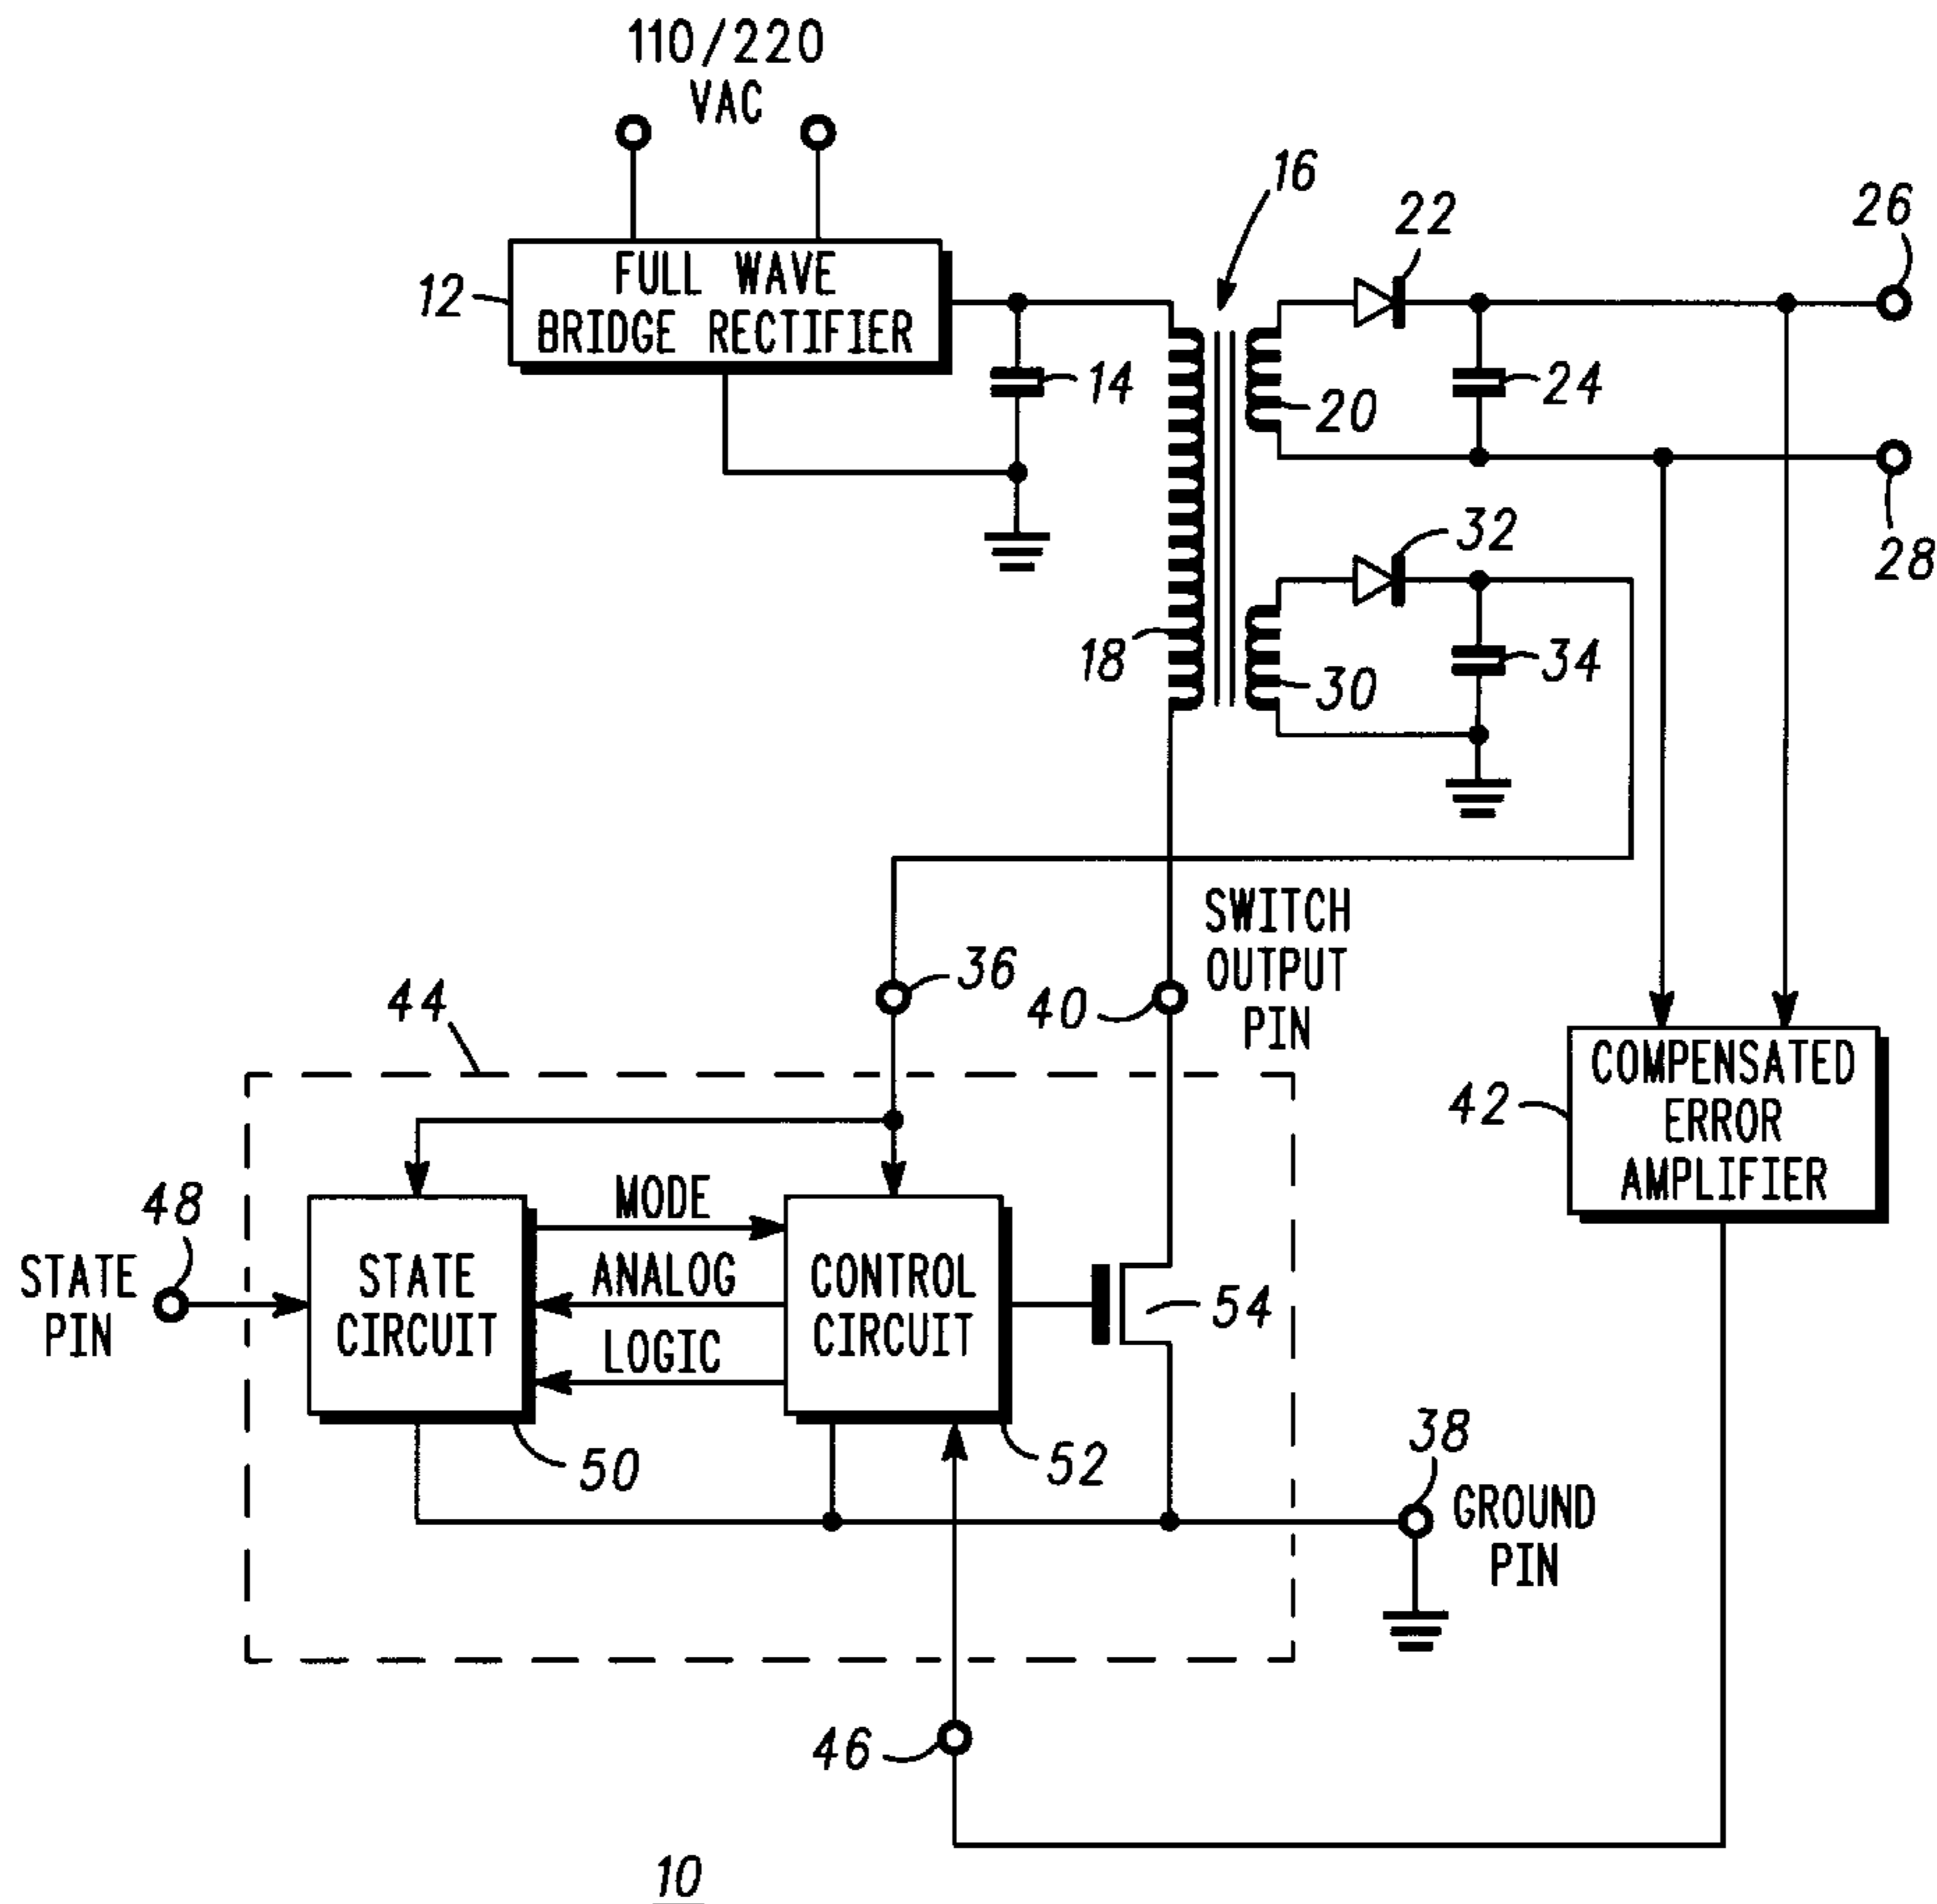 110/220
VAC
16
22
26
12
FULL WAVE
BRIDGE RECTIFIER
14
20
24
28
32
18
30
34
SWITCH
OUTPUT
PIN
36
40
44
COMPENSATED
ERROR
AMPLIFIER
42
48
STATE
PIN
STATE
CIRCUIT
MODE
ANALOG
LOGIC
CONTROL
CIRCUIT
54
50
52
38
GROUND
PIN
46
10